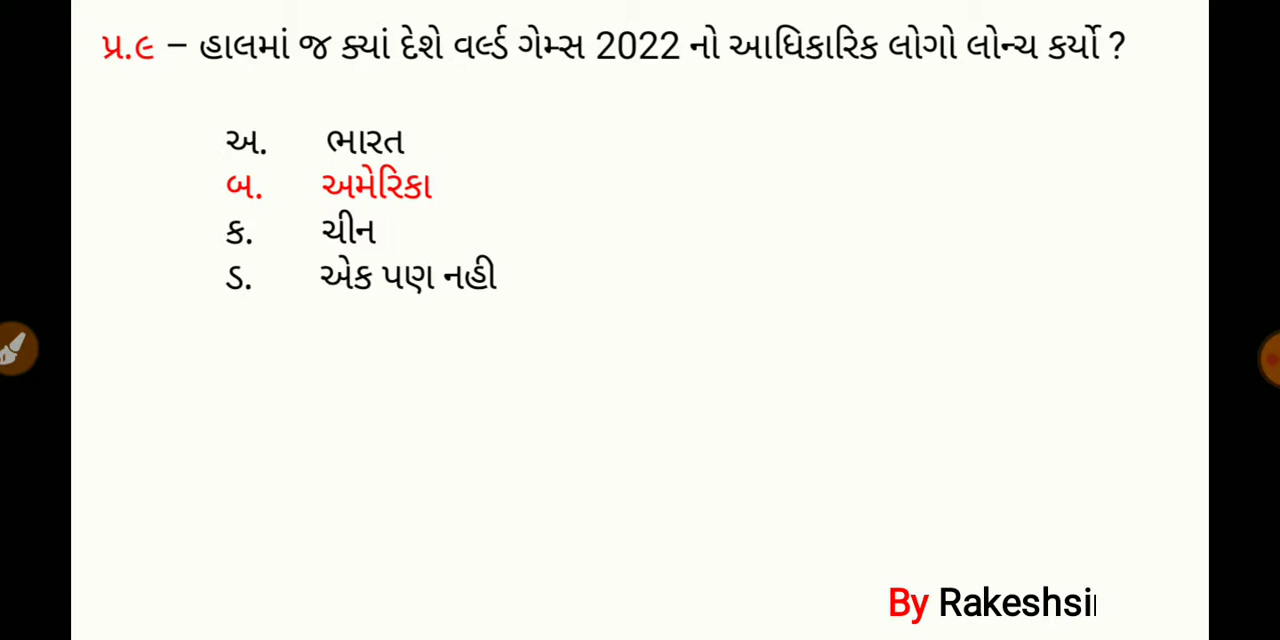 પ્ર.૯ – હાલમાં જ ક્યાં દેશે વર્લ્ડ ગેમ્સ 2022 નો આધિકારિક લોગો લોન્ચ કર્યો ?
અ. ભારત
બ. અમેરિકા
ક. ચીન
ડ. એક પણ નહી
By Rakeshsi